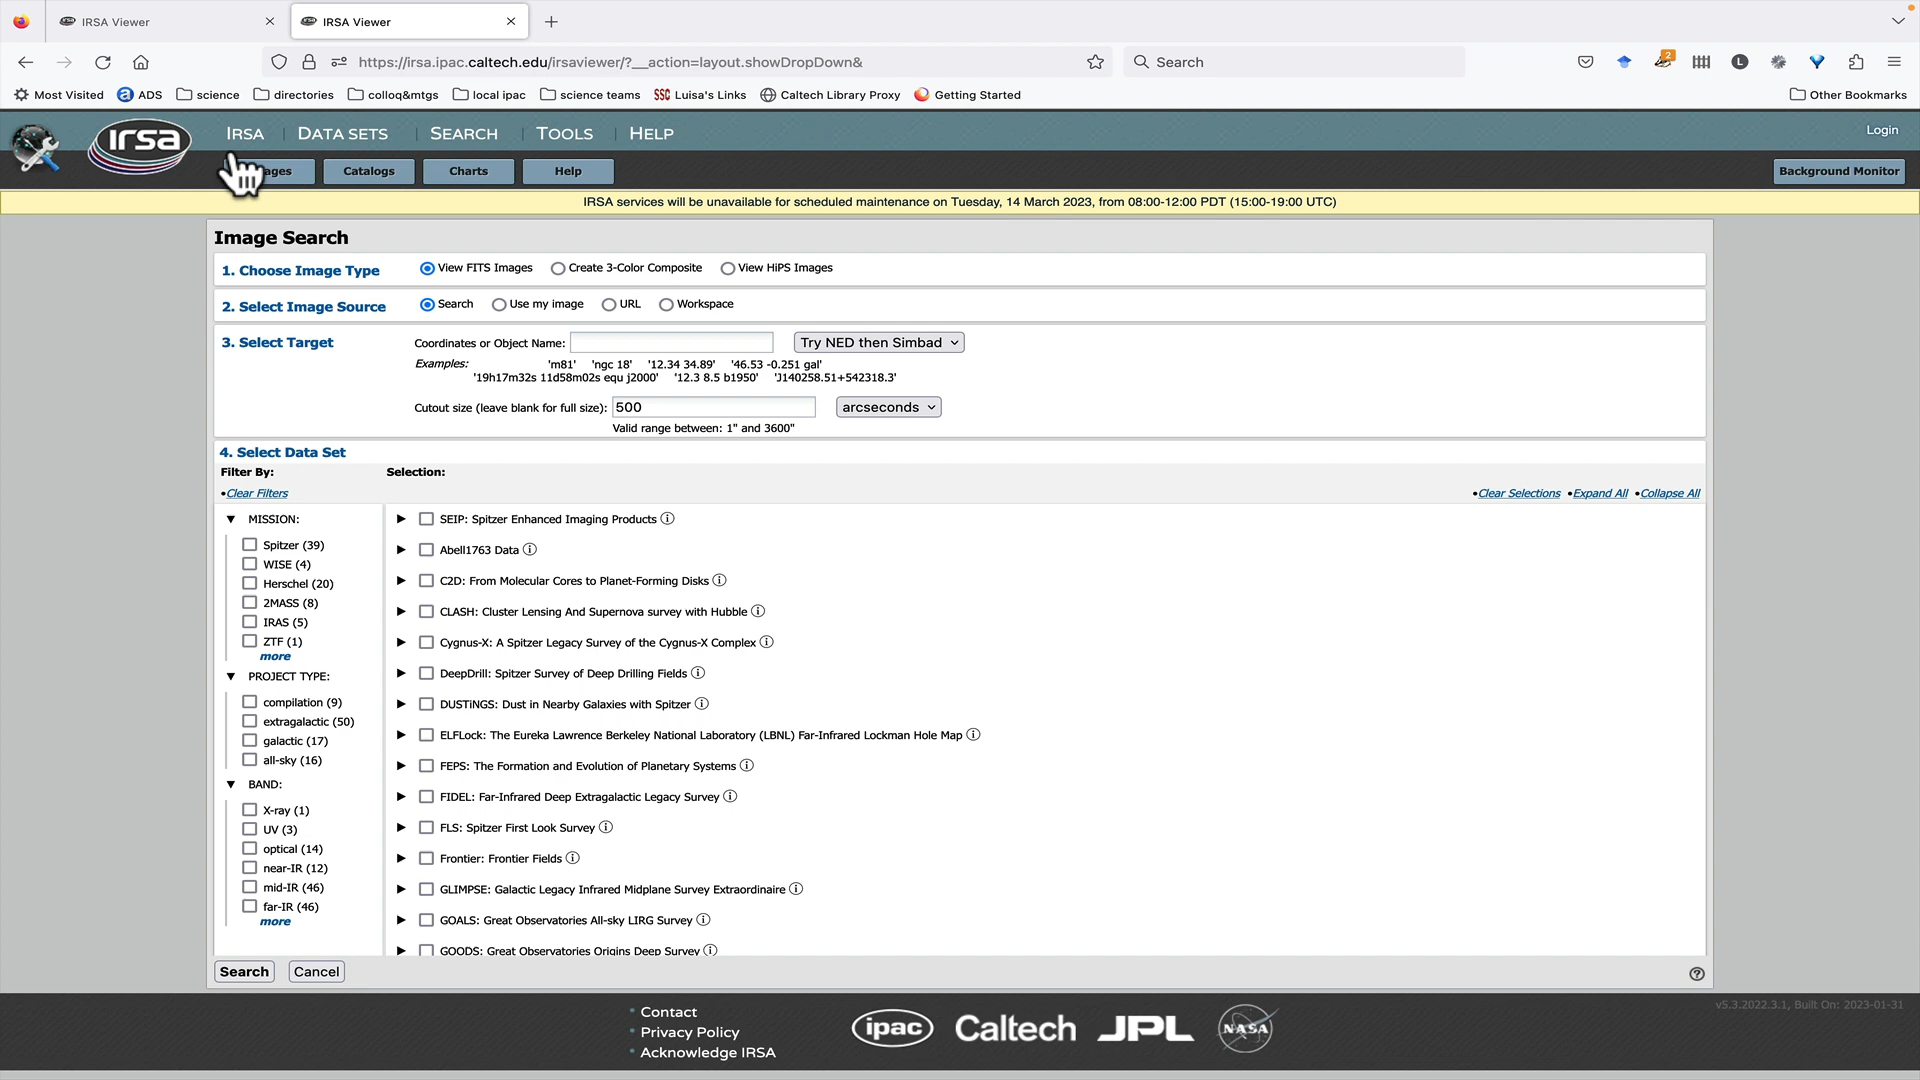 IRSA Viewer
IRSA Viewer
https://irsa.ipac.caltech.edu/irsaviewer/?__action=layout.showDropDown&
Search
2
L
Most Visited
ADS
science
directories
colloq&mtgs
local ipac
science teams
SSC Luisa's Links
Caltech Library Proxy
Getting Started
Other Bookmarks
irsa
IRSA
DATA SETS
SEARCH
TOOLS
HELP
Login
Catalogs
Charts
Help
Background Monitor
IRSA services will be unavailable for scheduled maintenance on Tuesday, 14 March 2023, from 08:00-12:00 PDT (15:00-19:00 UTC)
Image Search
1. Choose Image Type
View FITS Images
Create 3-Color Composite
View HiPS Images
2. Select Image Source
Search
Use my image
URL
Workspace
3. Select Target
Coordinates or Object Name:
Try NED then Simbad
Examples: 'm81' 'ngc 18' '12.34 34.89' '46.53 -0.251 gal'
'19h17m32s 11d58m02s equ j2000' '12.3 8.5 b1950' 'J140258.51+542318.3'
Cutout size (leave blank for full size): 500
arcseconds
Valid range between: 1" and 3600"
4. Select Data Set
Filter By:
Selection:
•Clear Filters
•Clear Selections •Expand All •Collapse All
MISSION:
Spitzer (39)
WISE (4)
Herschel (20)
2MASS (8)
IRAS (5)
ZTF (1)
more
PROJECT TYPE:
compilation (9)
extragalactic (50)
galactic (17)
all-sky (16)
BAND:
X-ray (1)
UV (3)
optical (14)
near-IR (12)
mid-IR (46)
far-IR (46)
more
SEIP: Spitzer Enhanced Imaging Products
Abell1763 Data
C2D: From Molecular Cores to Planet-Forming Disks
CLASH: Cluster Lensing And Supernova survey with Hubble
Cygnus-X: A Spitzer Legacy Survey of the Cygnus-X Complex
DeepDrill: Spitzer Survey of Deep Drilling Fields
DUSTiNGS: Dust in Nearby Galaxies with Spitzer
ELFLock: The Eureka Lawrence Berkeley National Laboratory (LBNL) Far-Infrared Lockman Hole Map
FEPS: The Formation and Evolution of Planetary Systems
FIDEL: Far-Infrared Deep Extragalactic Legacy Survey
FLS: Spitzer First Look Survey
Frontier: Frontier Fields
GLIMPSE: Galactic Legacy Infrared Midplane Survey Extraordinaire
GOALS: Great Observatories All-sky LIRG Survey
GOODS: Great Observatories Origins Deep Survey
Search
Cancel
Contact
Privacy Policy
Acknowledge IRSA
ipac
Caltech
JPL
NASA
v5.3.2022.3.1, Built On: 2023-01-31